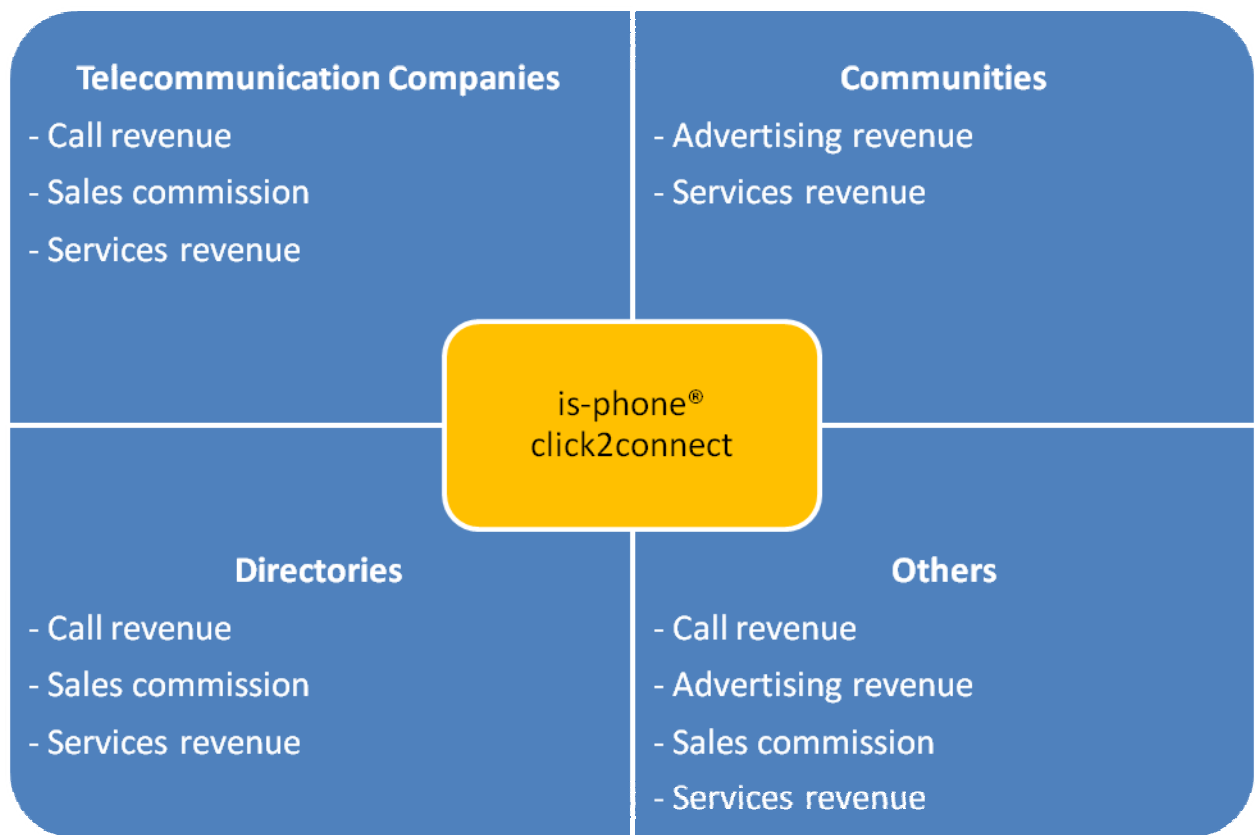 Telecommunication Companies
- Call revenue
- Sales commission
- Services revenue
Communities
- Advertising revenue
- Services revenue
is-phone®
click2connect
Directories
- Call revenue
- Sales commission
- Services revenue
Others
- Call revenue
- Advertising revenue
- Sales commission
- Services revenue